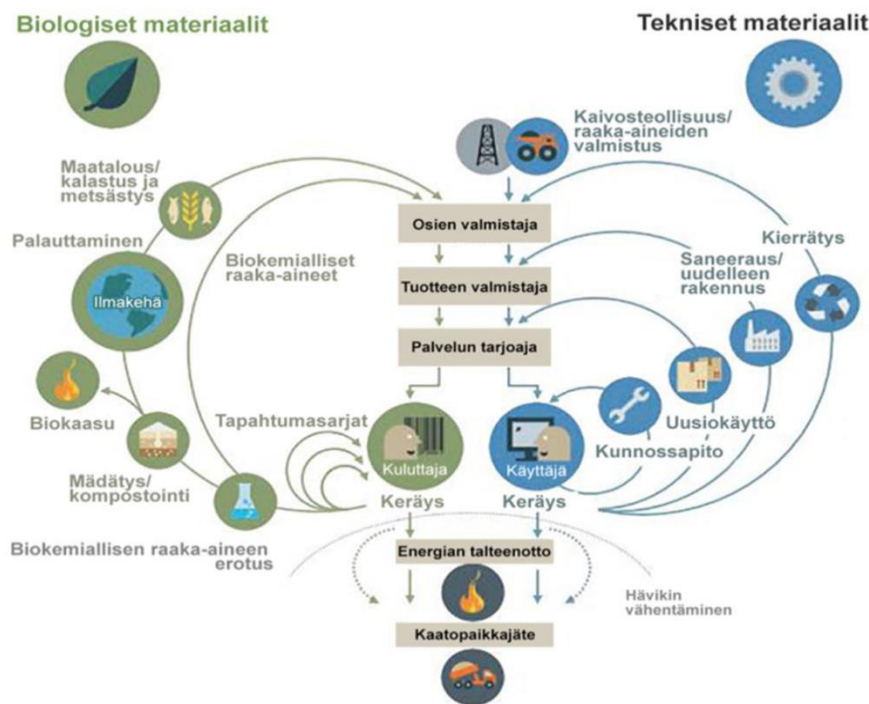 Biologiset materiaalit
Tekniset materiaalit
Kaivosteollisuus/
raaka-aineiden
valmistus
Maatalous/
kalastus ja
metsästys
Osien valmistaja
Palauttaminen
Biokemialliset
raaka-aineet
Kierrätys
Saneeraus/
uudelleen
rakennus
Ilmakehä
Tuotteen valmistaja
Palvelun tarjoaja
Biokaasu
Tapahtumasarjat
Uusiokäyttö
Kunnossapito
Kuluttaja
Käyttäjä
Mädätys/
kompostointi
Keräys
Keräys
Biokemiallisen raaka-aineen
erotus
Energian talteenotto
Hävikin
vähentäminen
Kaatopaikkajäte